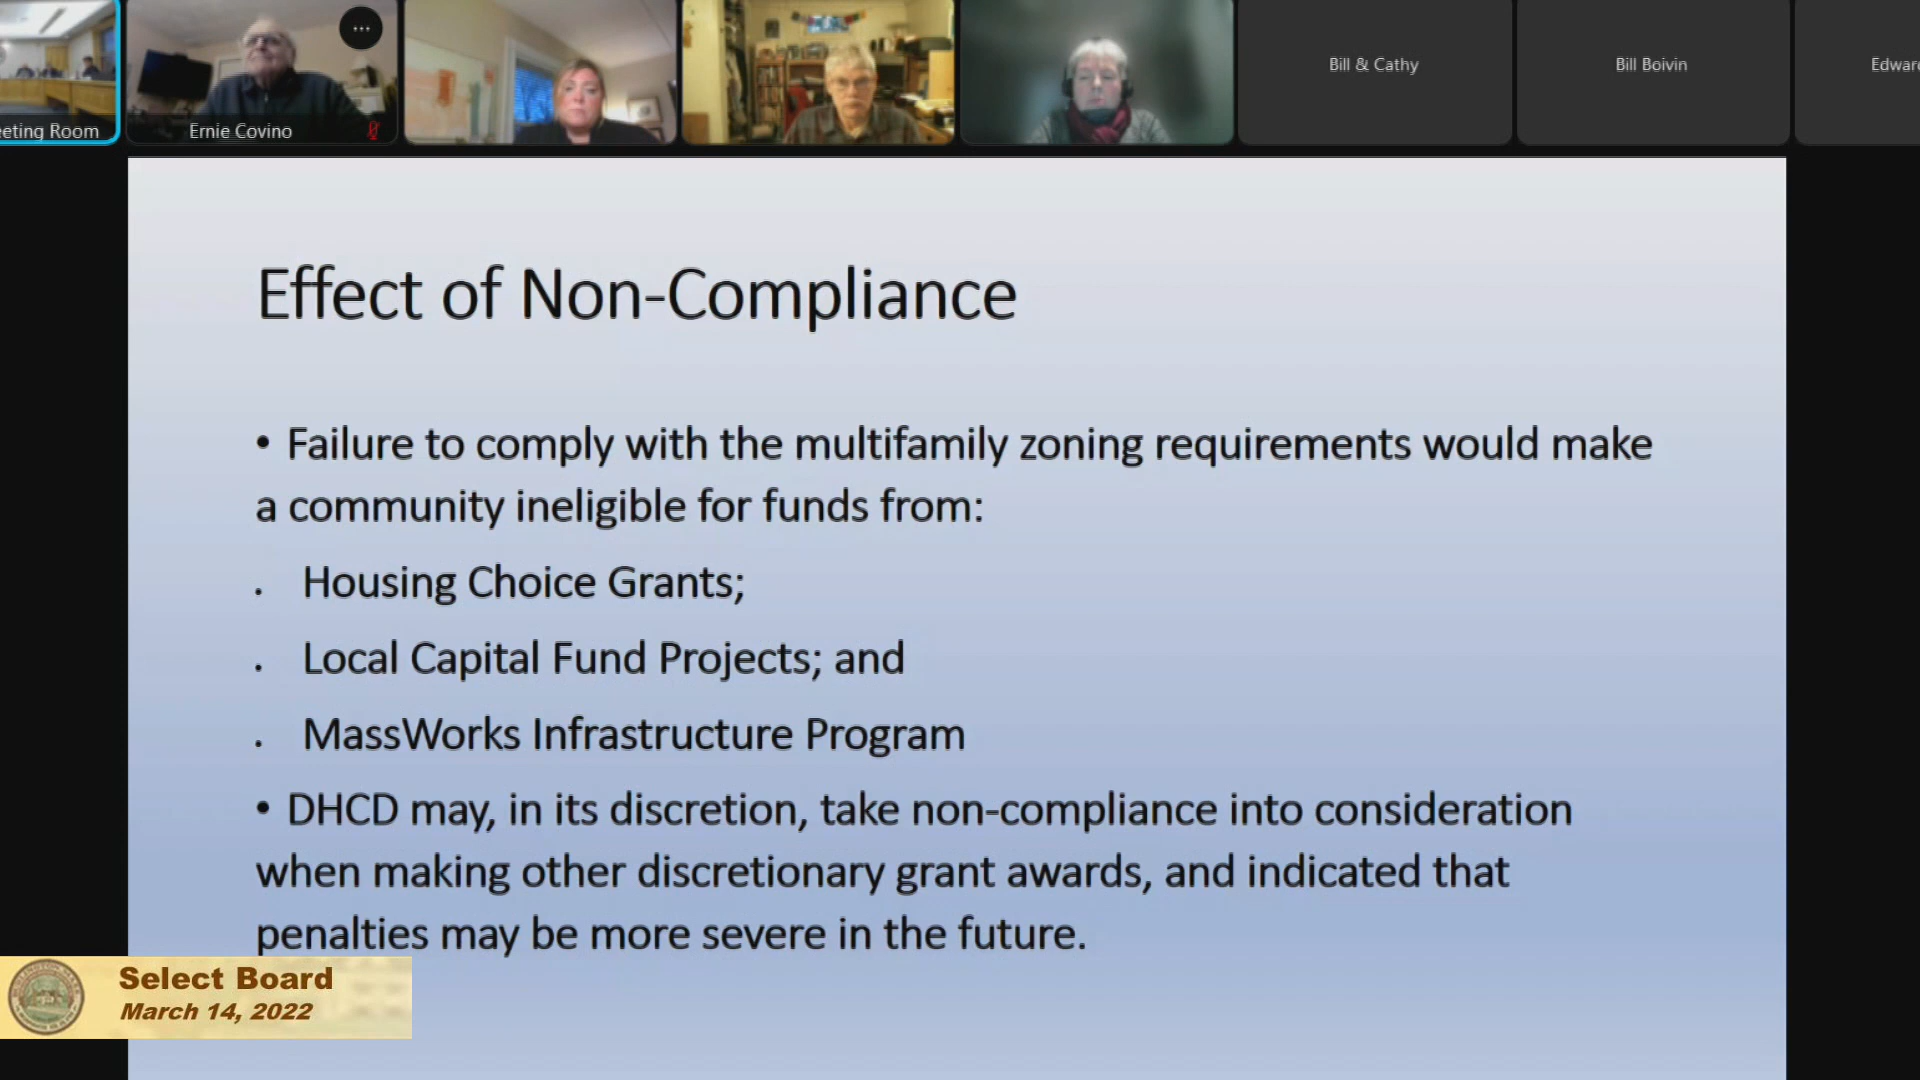 eeting Room
Ernie Covino
Bill & Cathy
Bill Boivin
Edward
Effect of Non-Compliance
• Failure to comply with the multifamily zoning requirements would make
a community ineligible for funds from:
• Housing Choice Grants;
• Local Capital Fund Projects; and
• MassWorks Infrastructure Program
• DHCD may, in its discretion, take non-compliance into consideration
when making other discretionary grant awards, and indicated that
penalties may be more severe in the future.
Select Board
March 14, 2022